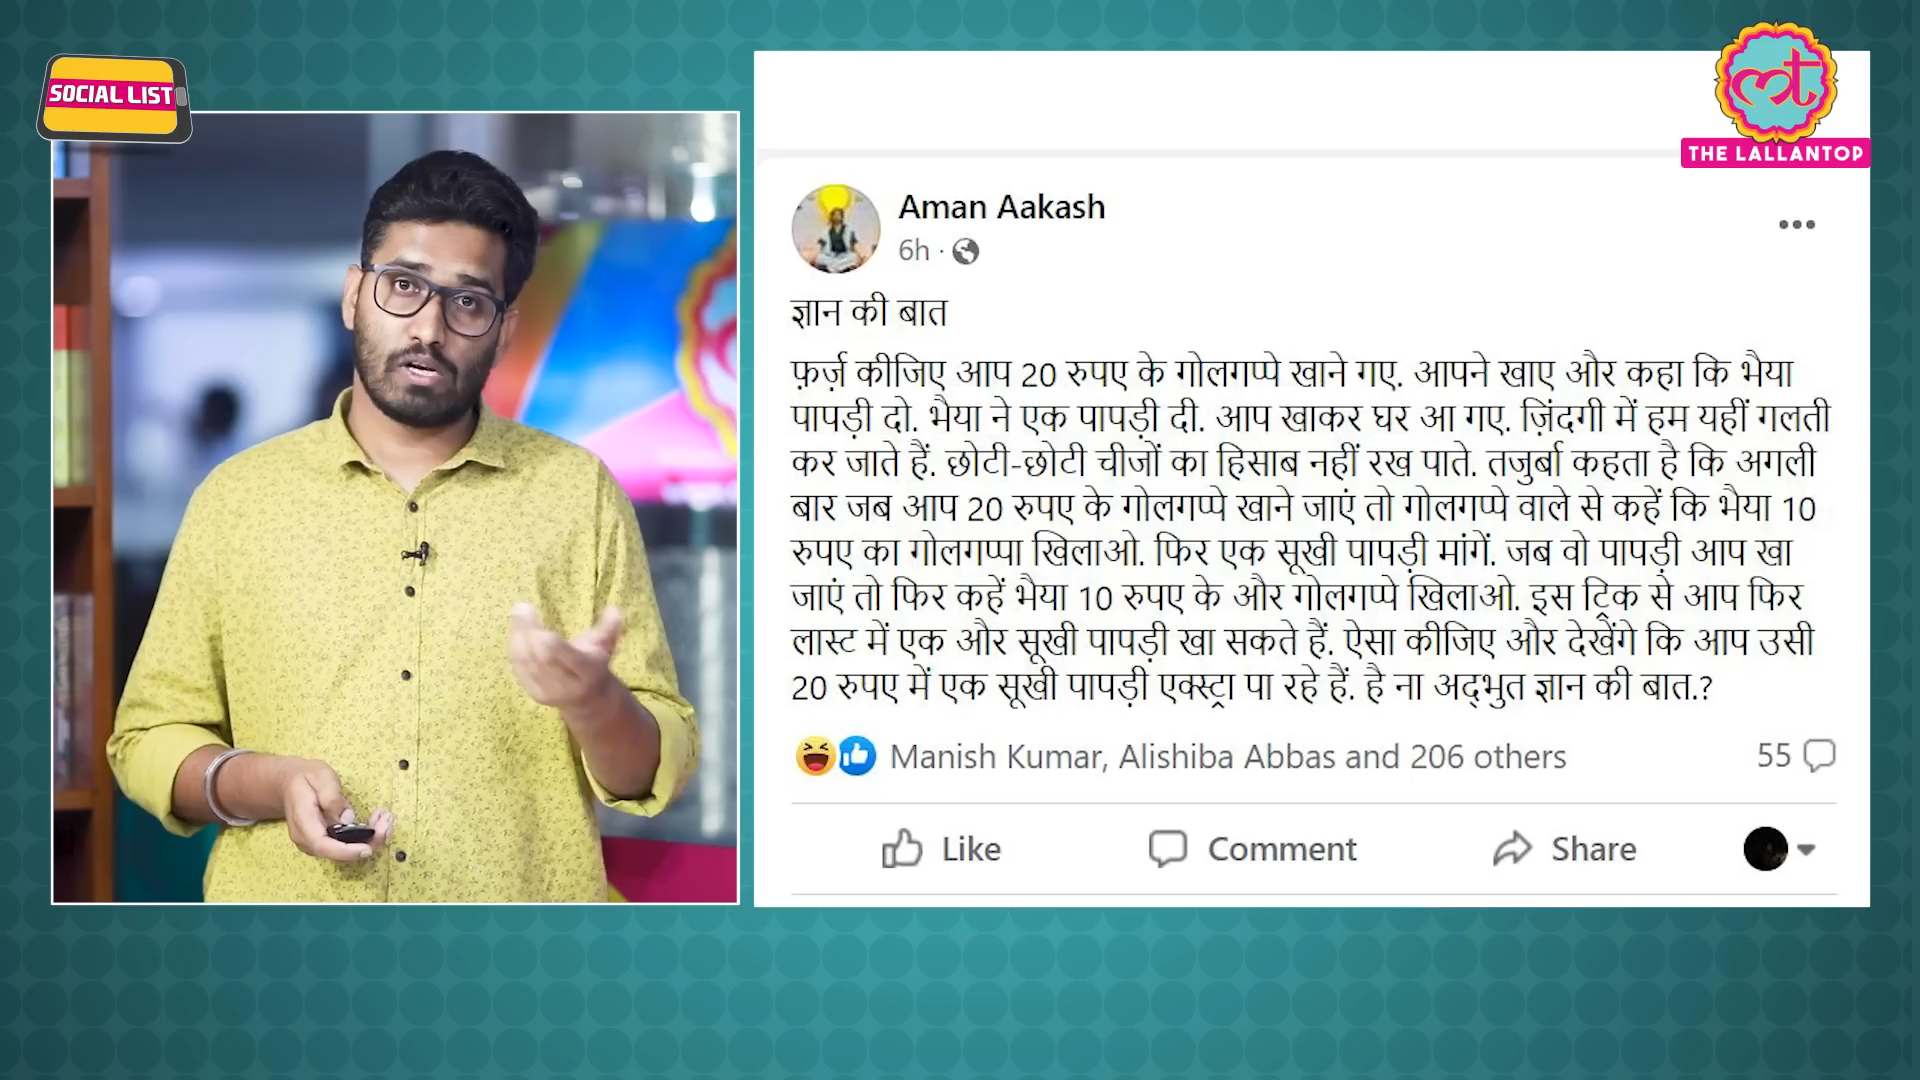 SOCIAL LIST
THE LALLANTOP
Aman Aakash
6h ·
ज्ञान की बात
फ़र्ज़ कीजिए आप 20 रुपए के गोलगप्पे खाने गए. आपने खाए और कहा कि भैया
पापड़ी दो. भैया ने एक पापड़ी दी. आप खाकर घर आ गए. ज़िंदगी में हम यहीं गलती
कर जाते हैं. छोटी-छोटी चीजों का हिसाब नहीं रख पाते. तजुर्बा कहता है कि अगली
बार जब आप 20 रुपए के गोलगप्पे खाने जाएं तो गोलगप्पे वाले से कहें कि भैया 10
रुपए का गोलगप्पा खिलाओ. फिर एक सूखी पापड़ी मांगें. जब वो पापड़ी आप खा
जाएं तो फिर कहें भैया 10 रुपए के और गोलगप्पे खिलाओ. इस ट्रिक से आप फिर
लास्ट में एक और सूखी पापड़ी खा सकते हैं. ऐसा कीजिए और देखेंगे कि आप उसी
20 रुपए में एक सूखी पापड़ी एक्स्ट्रा पा रहे हैं. है ना अद्भुत ज्ञान की बात.?
Manish Kumar, Alishiba Abbas and 206 others
55
Like
Comment
Share